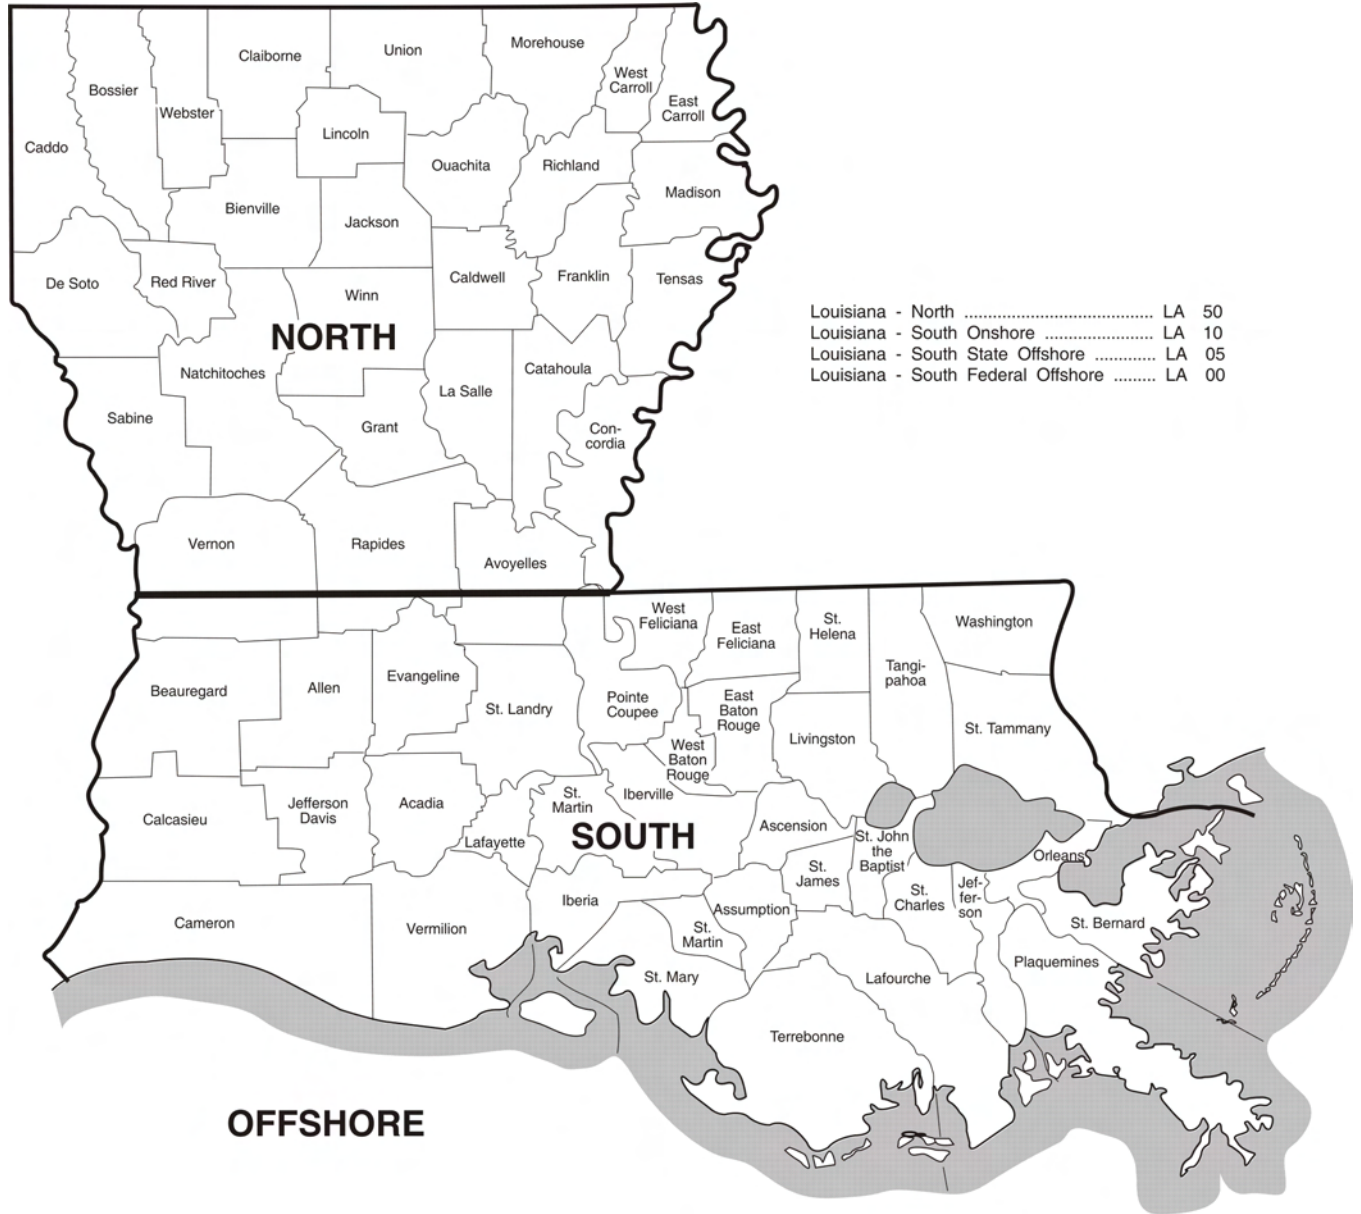 Claiborne
Union
Morehouse
West
Carroll
Bossier
Webster
East
Carroll
Lincoln
Caddo
Ouachita
Richland
Madison
Bienville
Jackson
De Soto
Red River
Caldwell
Franklin
Tensas
Winn
NORTH
Louisiana - North .................................... LA 50
Louisiana - South Onshore ..................... LA 10
Louisiana - South State Offshore ............ LA 05
Louisiana - South Federal Offshore ........ LA 00
Natchitoches
Catahoula
La Salle
Sabine
Grant
Con-
cordia
Vernon
Rapides
Avoyelles
West
Feliciana
East
Feliciana
St.
Helena
Washington
Tangi-
pahoa
Beauregard
Allen
Evangeline
St. Landry
Pointe
Coupee
East
Baton
Rouge
St. Tammany
Livingston
West
Baton
Rouge
Calcasieu
Jefferson
Davis
Acadia
St.
Martin
Iberville
Lafayette
SOUTH
Ascension
St. John
the
Baptist
Orleans
St.
James
St.
Charles
Jef-
fer-
son
Cameron
Vermilion
Iberia
Assumption
St.
Martin
St. Bernard
St. Mary
Lafourche
Plaquemines
Terrebonne
OFFSHORE